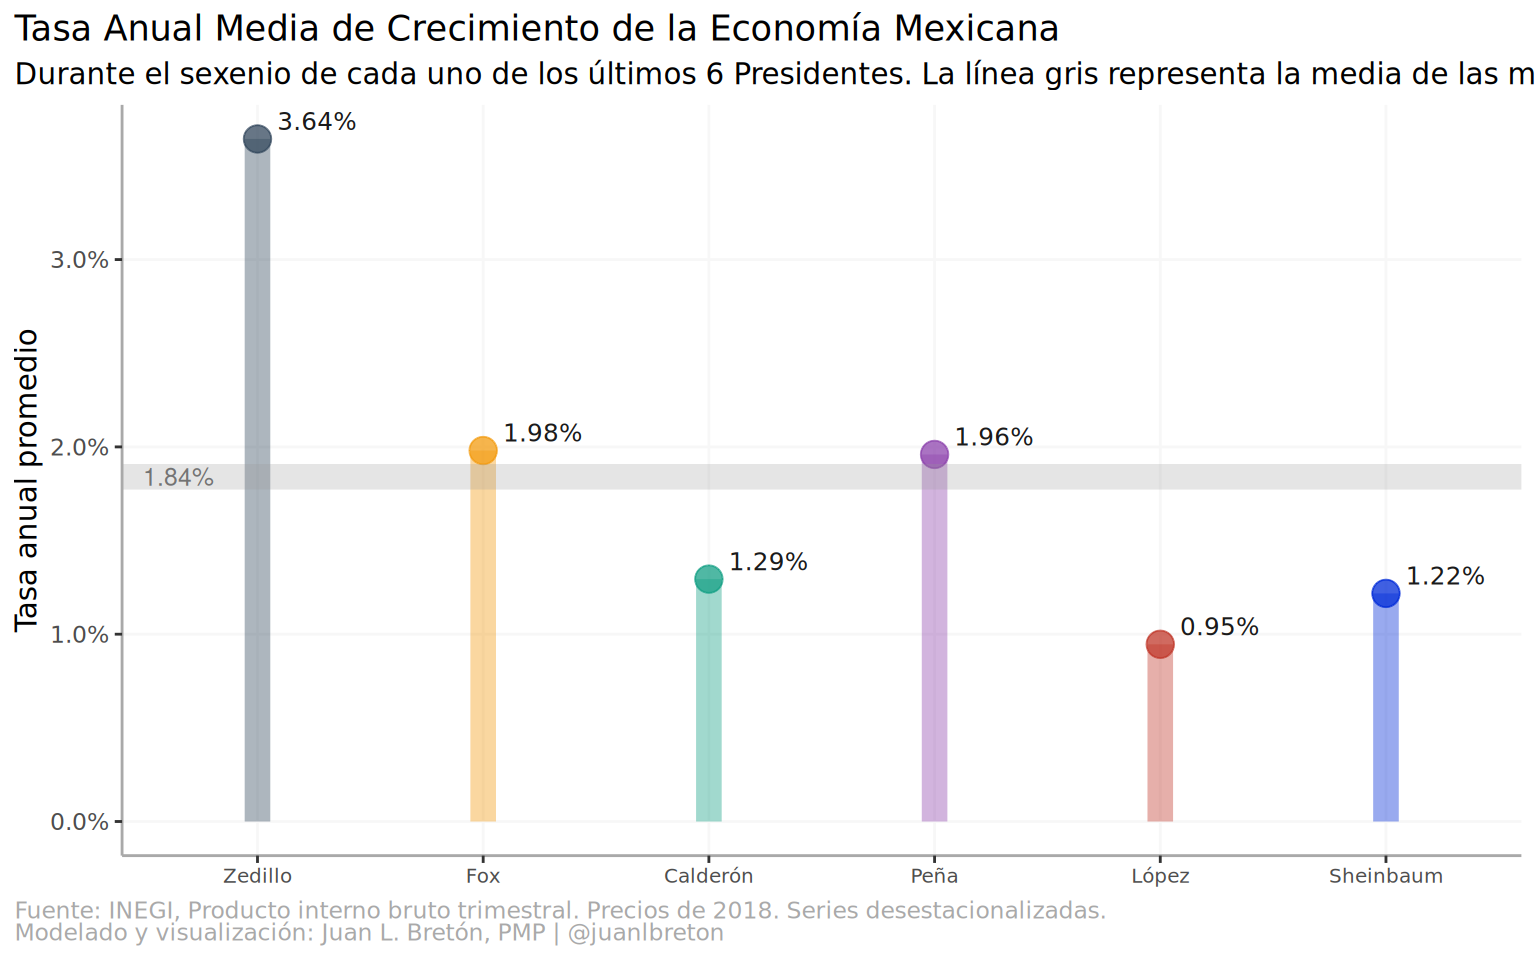 Tasa Anual Media de Crecimiento de la Economía Mexicana
Durante el sexenio de cada uno de los últimos 6 Presidentes. La línea gris representa la media de las m
3.64%
3.0%
1.98%
1.96%
2.0%
1.84%
1.29%
1.22%
0.95%
1.0%
0.0%
Tasa anual promedio
Zedillo Fox Calderón Peña López Sheinbaum
Fuente: INEGI, Producto interno bruto trimestral. Precios de 2018. Series desestacionalizadas.
Modelado y visualización: Juan L. Bretón, PMP | @juanlbreton